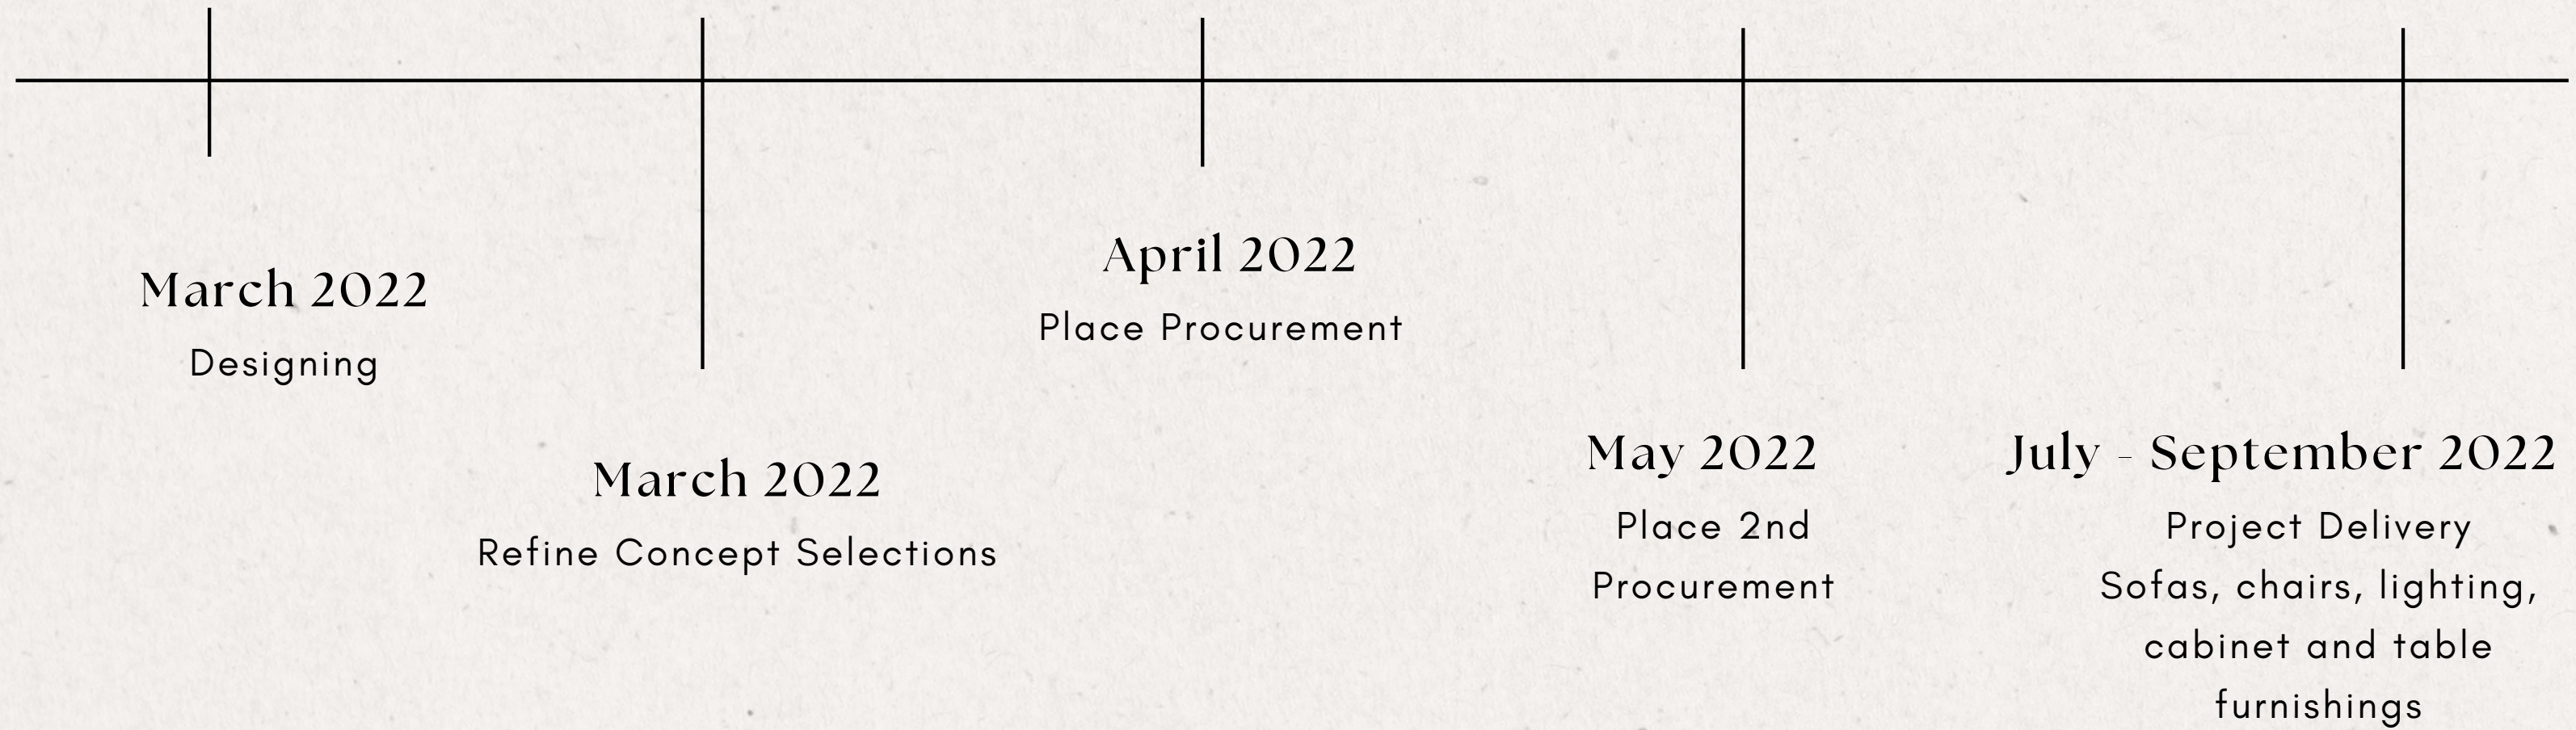 March 2022
Designing
March 2022
Refine Concept Selections
April 2022
Place Procurement
May 2022
Place 2nd
Procurement
July - September 2022
Project Delivery
Sofas, chairs, lighting,
cabinet and table
furnishings